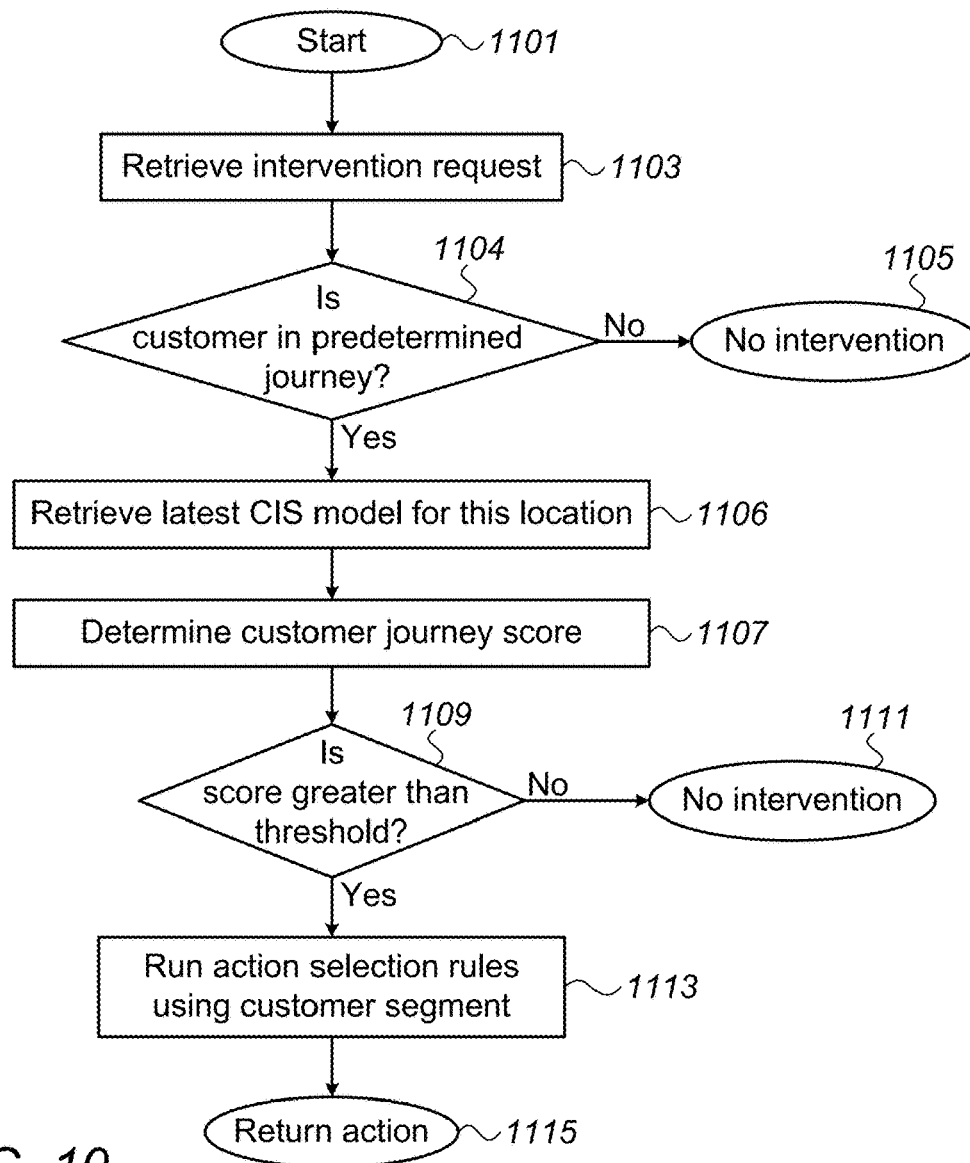 Start
1101
Retrieve intervention request
1103
1104
Is
customer in predetermined
journey?
No
1105
No intervention
Yes
Retrieve latest CIS model for this location
1106
Determine customer journey score
1107
1109
Is
score greater than
threshold?
No
1111
No intervention
Yes
Run action selection rules
using customer segment
1113
Return action
1115